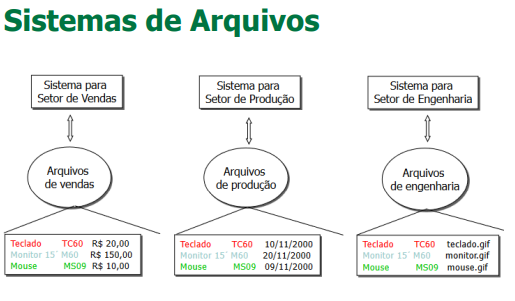 Sistemas de Arquivos
Sistema para
Setor de Vendas
Sistema para
Setor de Produção
Sistema para
Setor de Engenharia
Arquivos
de vendas
Arquivos
de produção
Arquivos
de engenharia
Teclado TC60 R$ 20,00
Monitor 15¨ M60 R$ 150,00
Mouse MS09 R$ 10,00
Teclado TC60 10/11/2000
Monitor 15¨ M60 20/11/2000
Mouse MS09 09/11/2000
Teclado TC60 teclado.gif
Monitor 15¨ M60 monitor.gif
Mouse MS09 mouse.gif